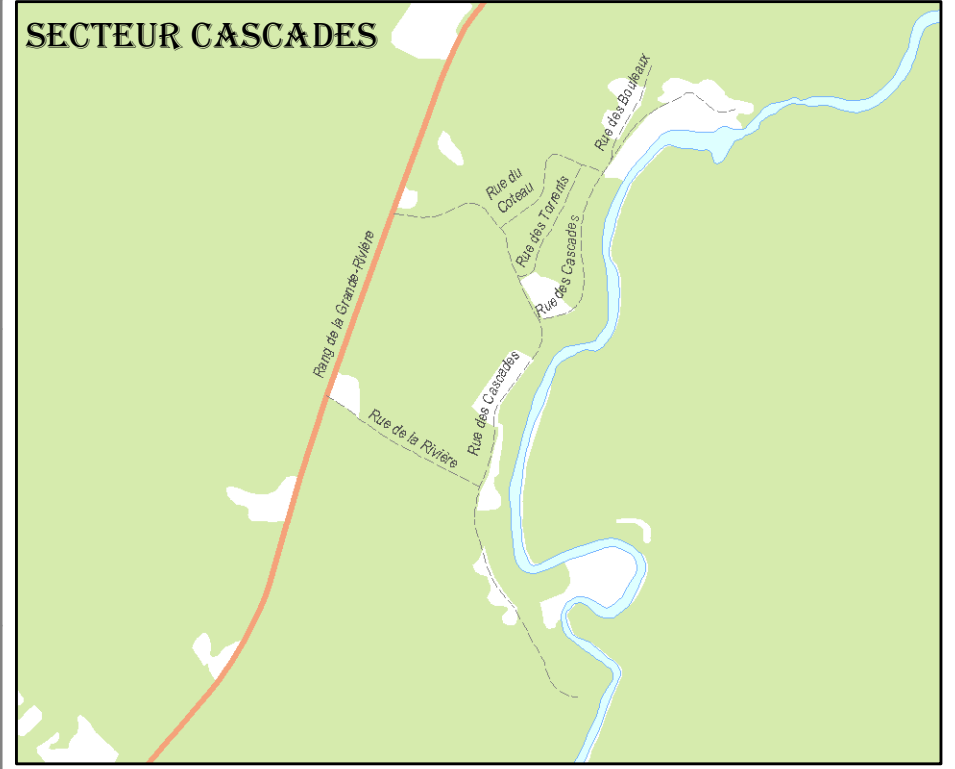 SECTEUR CASCADES
Rue des Bouleaux
Rue du
Coteau
Rue des Torrents
Rue des Cascades
Rang de la Grande-Rivière
Rue des Cascades
Rue de la Rivière